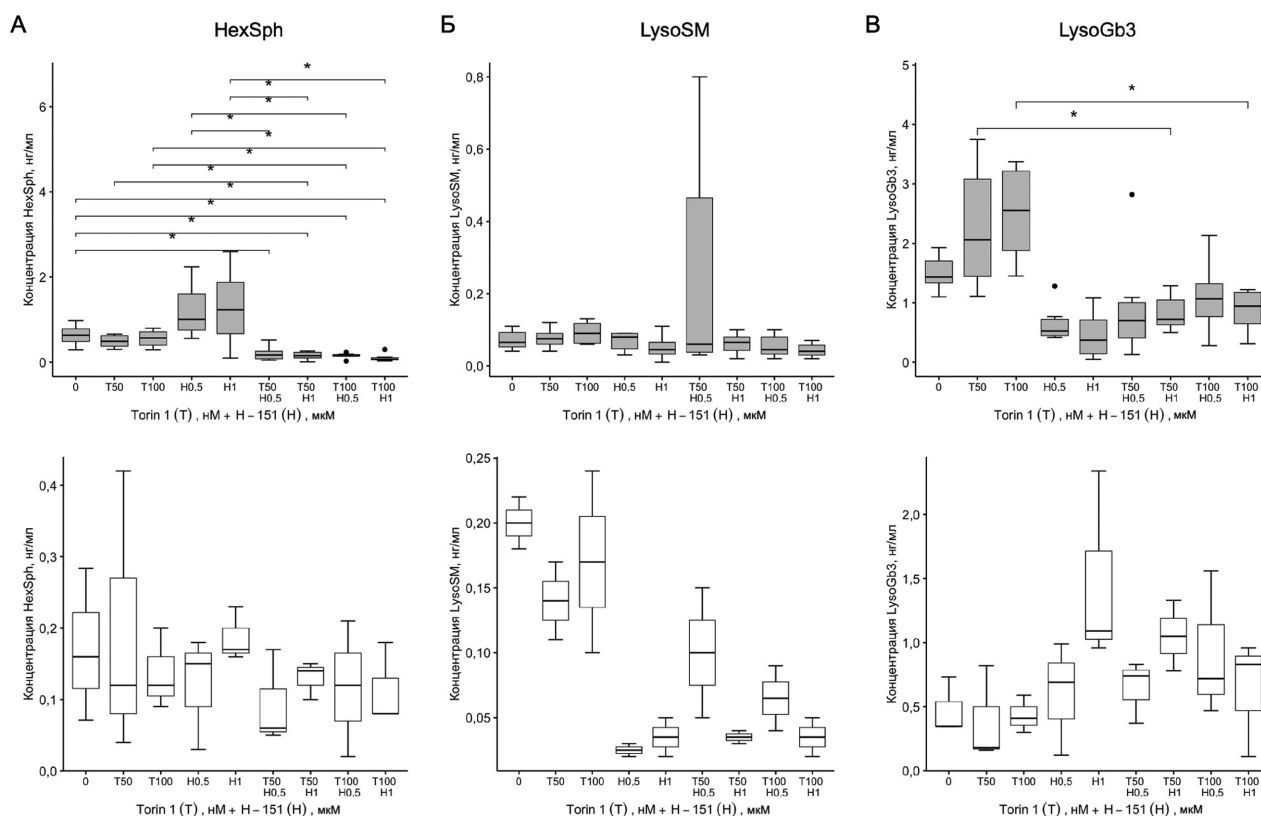 А
HexSph
Концентрация HexSph, нг/мл
6
4
2
0
*
*
*
*
*
*
*
*
*
*
*
0 T50 T100 H0.5 H1 T50 T50 T100 T100
H0.5 H1 H0.5 H1
Torin 1 (T) , нМ + H – 151 (H) , мкМ
Б
LysoSM
Концентрация LysoSM, нг/мл
0,8
0,6
0,4
0,2
0,0
0 T50 T100 H0.5 H1 T50 T50 T100 T100
H0.5 H1 H0.5 H1
Torin 1 (T) , нМ + H – 151 (H) , мкМ
В
LysoGb3
Концентрация LysoGb3, нг/мл
5
4
3
2
1
0
*
*
0 T50 T100 H0.5 H1 T50 T50 T100 T100
H0.5 H1 H0.5 H1
Torin 1 (T) , нМ + H – 151 (H) , мкМ
Концентрация HexSph, нг/мл
0,4
0,3
0,2
0,1
0,0
0 T50 T100 H0.5 H1 T50 T50 T100 T100
H0.5 H1 H0.5 H1
Torin 1 (T) , нМ + H – 151 (H) , мкМ
Концентрация LysoSM, нг/мл
0,20
0,15
0,10
0,05
0 T50 T100 H0.5 H1 T50 T50 T100 T100
H0.5 H1 H0.5 H1
Torin 1 (T) , нМ + H – 151 (H) , мкМ
Концентрация LysoGb3, нг/мл
2,0
1,5
1,0
0,5
0,0
0 T50 T100 H0.5 H1 T50 T50 T100 T100
H0.5 H1 H0.5 H1
Torin 1 (T) , нМ + H – 151 (H) , мкМ